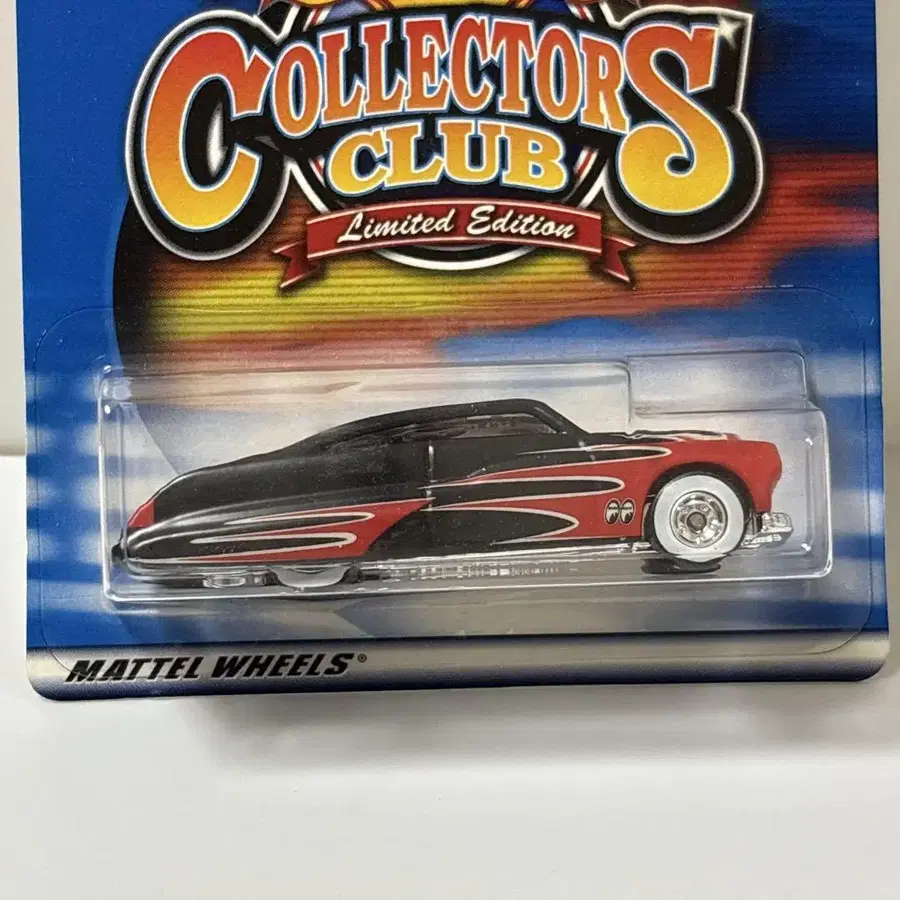 COLLECTORS
CLUB
Limited Edition
MATTEL WHEELS®